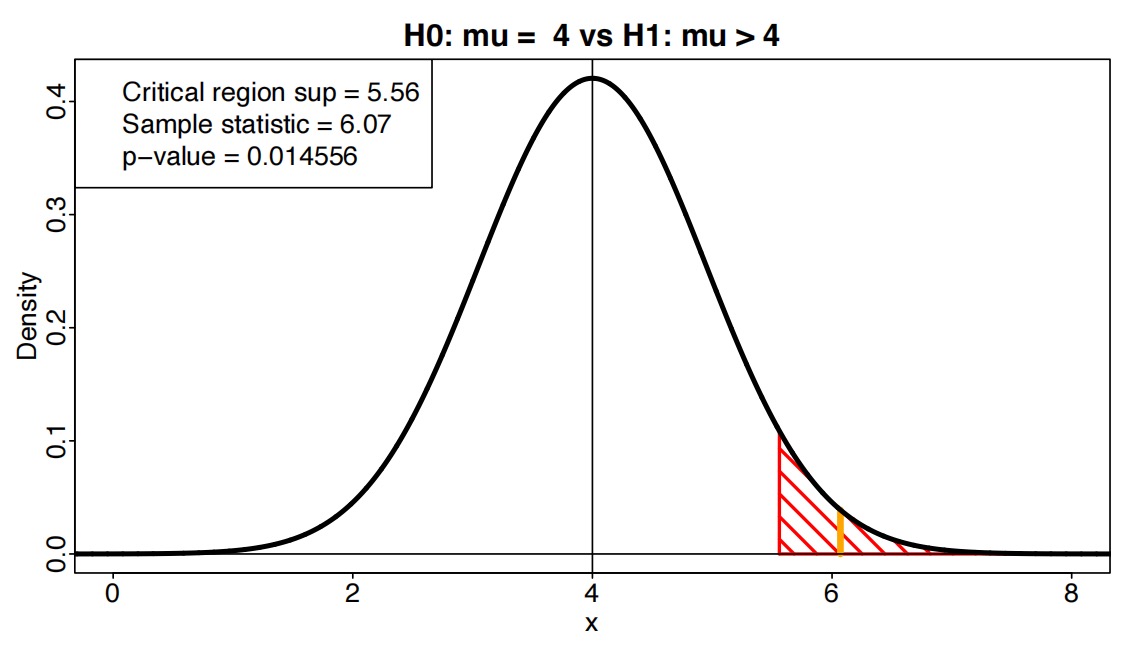 H0: mu =  4 vs H1: mu > 4
Critical region sup = 5.56
Sample statistic = 6.07
p−value = 0.014556
Density
0.4
0.3
0.2
0.1
0.0
0 2 4 6 8
x